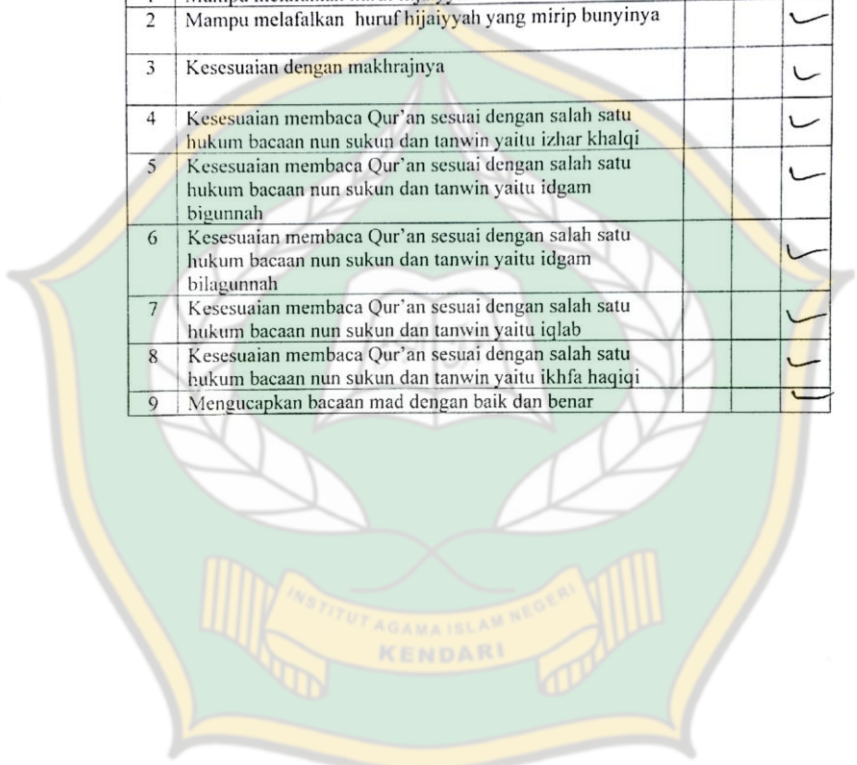 2 Mampu melafalkan huruf hijaiyyah yang mirip bunyinya ✓
3 Kesesuaian dengan makhrajnya ✓
4 Kesesuaian membaca Qur'an sesuai dengan salah satu ✓
hukum bacaan nun sukun dan tanwin yaitu izhar khalqi
5 Kesesuaian membaca Qur'an sesuai dengan salah satu ✓
hukum bacaan nun sukun dan tanwin yaitu idgam
bigunnah
6 Kesesuaian membaca Qur'an sesuai dengan salah satu ✓
hukum bacaan nun sukun dan tanwin yaitu idgam
bilagunnah
7 Kesesuaian membaca Qur'an sesuai dengan salah satu ✓
hukum bacaan nun sukun dan tanwin yaitu iqlab
8 Kesesuaian membaca Qur'an sesuai dengan salah satu ✓
hukum bacaan nun sukun dan tanwin yaitu ikhfa haqiqi
9 Mengucapkan bacaan mad dengan baik dan benar ✓
INSTITUT AGAMA ISLAM NEGERI
KENDARI